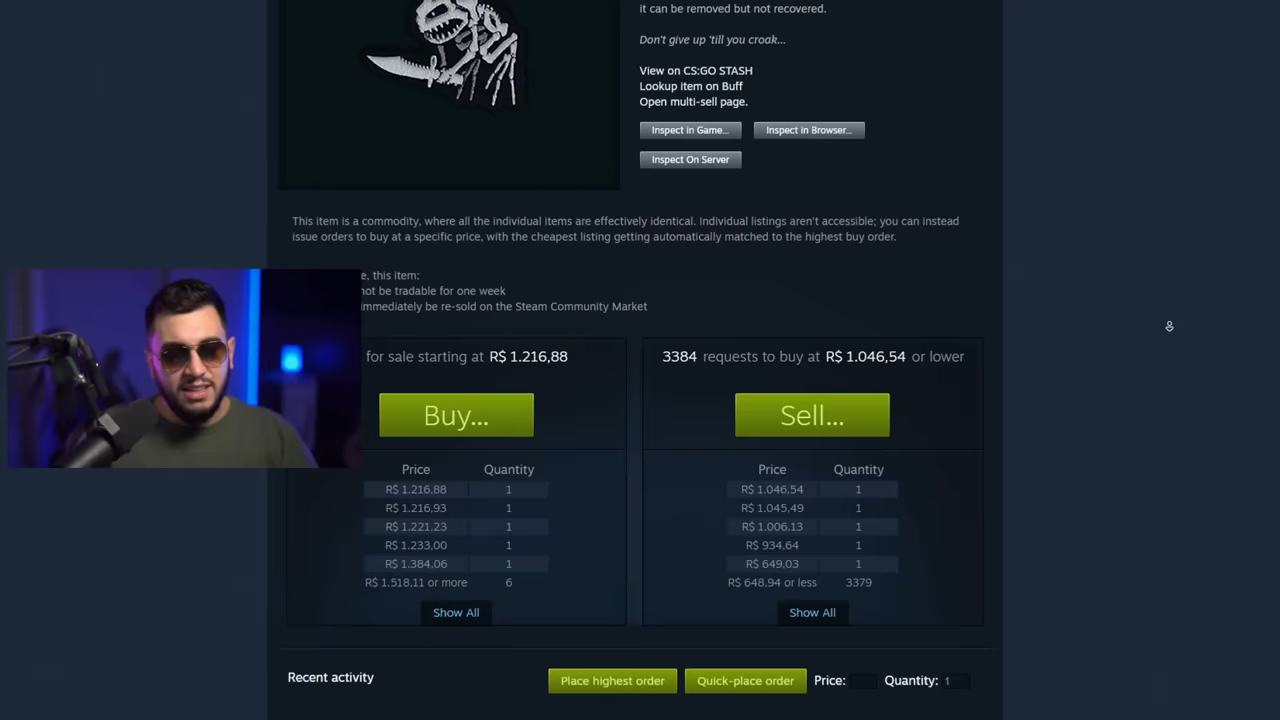 it can be removed but not recovered.
Don't give up 'till you croak...
View on CS:GO STASH
Lookup item on Buff
Open multi-sell page.
Inspect in Game...
Inspect in Browser...
Inspect On Server
This item is a commodity, where all the individual items are effectively identical. Individual listings aren't accessible; you can instead
issue orders to buy at a specific price, with the cheapest listing getting automatically matched to the highest buy order.
, this item:
not be tradable for one week
immediately be re-sold on the Steam Community Market
for sale starting at R$ 1.216,88
Buy...
Price Quantity
R$ 1.216,88 1
R$ 1.216,93 1
R$ 1.221,23 1
R$ 1.233,00 1
R$ 1.384,06 1
R$ 1.518,11 or more 6
Show All
3384 requests to buy at R$ 1.046,54 or lower
Sell...
Price Quantity
R$ 1.046,54 1
R$ 1.045,49 1
R$ 1.006,13 1
R$ 934,64 1
R$ 649,03 1
R$ 648,94 or less 3379
Show All
Recent activity
Place highest order
Quick-place order
Price:
Quantity: 1